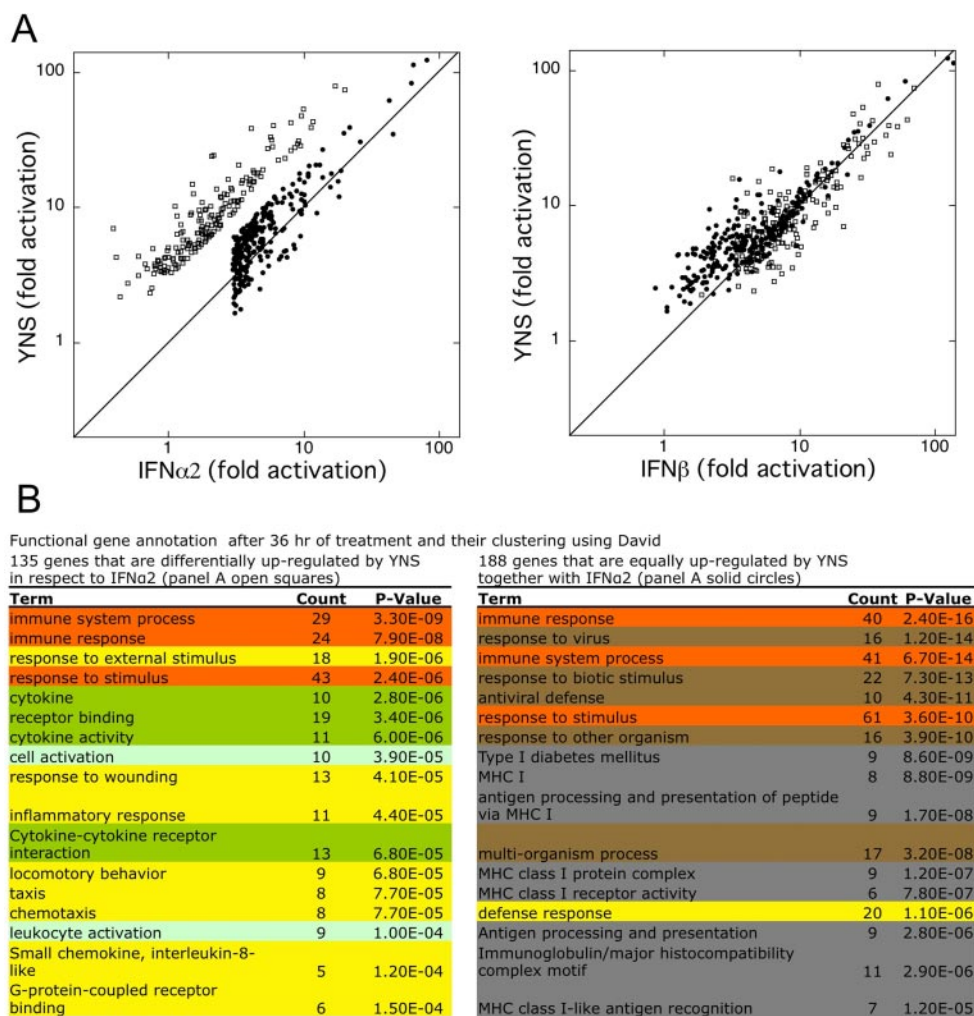 A
YNS (fold activation)
100
10
1
1
10
100
IFNα2 (fold activation)
YNS (fold activation)
100
10
1
1
10
100
IFNβ (fold activation)
B
Functional gene annotation after 36 hr of treatment and their clustering using David
135 genes that are differentially up-regulated by YNS
in respect to IFNα2 (panel A open squares)
Term Count P-Value
immune system process 29 3.30E-09
immune response 24 7.90E-08
response to external stimulus 18 1.90E-06
response to stimulus 43 2.40E-06
cytokine 10 2.80E-06
receptor binding 19 3.40E-06
cytokine activity 11 6.00E-06
cell activation 10 3.90E-05
response to wounding 13 4.10E-05
inflammatory response 11 4.40E-05
Cytokine-cytokine receptor
interaction 13 6.80E-05
locomotory behavior 9 6.80E-05
taxis 8 7.70E-05
chemotaxis 8 7.70E-05
leukocyte activation 9 1.00E-04
Small chemokine, interleukin-8-
like 5 1.20E-04
G-protein-coupled receptor
binding 6 1.50E-04
188 genes that are equally up-regulated by YNS
together with IFNα2 (panel A solid circles)
Term Count P-Value
immune response 40 2.40E-16
response to virus 16 1.20E-14
immune system process 41 6.70E-14
response to biotic stimulus 22 7.30E-13
antiviral defense 10 4.30E-11
response to stimulus 61 3.60E-10
response to other organism 16 3.90E-10
Type I diabetes mellitus 9 8.60E-09
MHC I 8 8.80E-09
antigen processing and presentation of peptide
via MHC I 9 1.70E-08
multi-organism process 17 3.20E-08
MHC class I protein complex 9 1.20E-07
MHC class I receptor activity 6 7.80E-07
defense response 20 1.10E-06
Antigen processing and presentation 9 2.80E-06
Immunoglobulin/major histocompatibility
complex motif 11 2.90E-06
MHC class I-like antigen recognition 7 1.20E-05